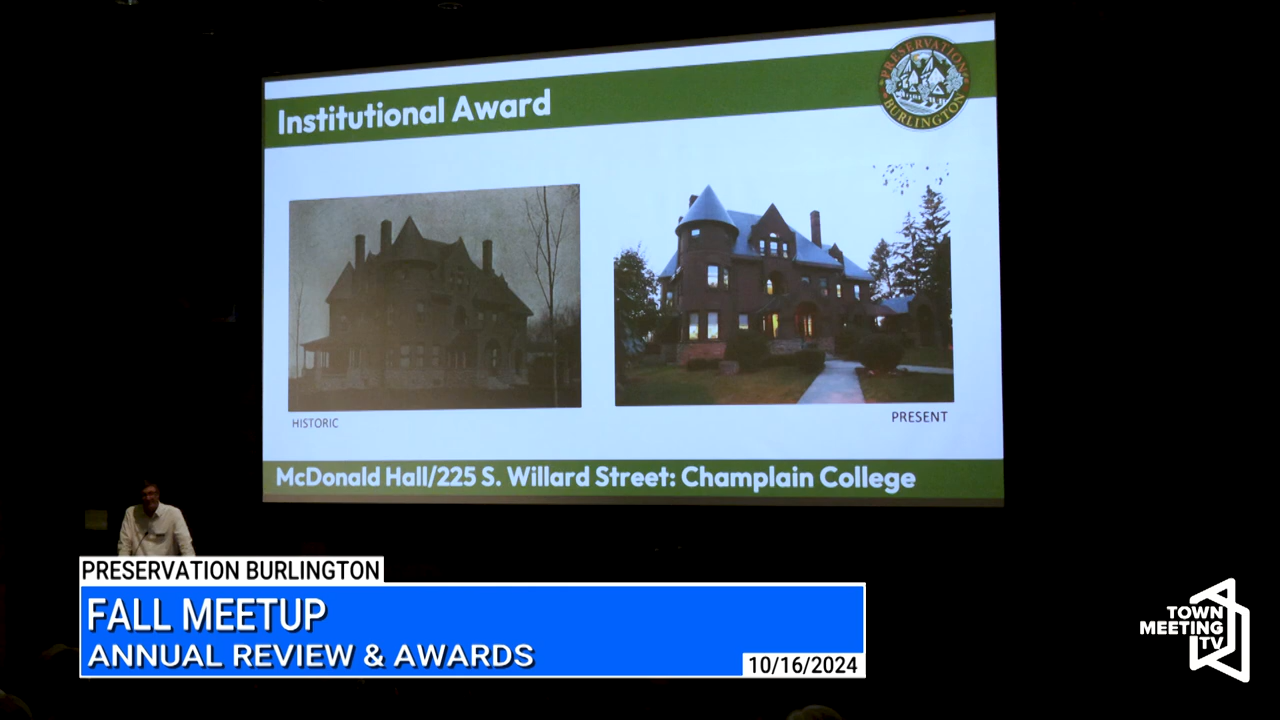 Institutional Award
PRESERVATION
BURLINGTON
HISTORIC
PRESENT
McDonald Hall/225 S. Willard Street: Champlain College
PRESERVATION BURLINGTON
FALL MEETUP
ANNUAL REVIEW & AWARDS
10/16/2024
TOWN
MEETING
TV